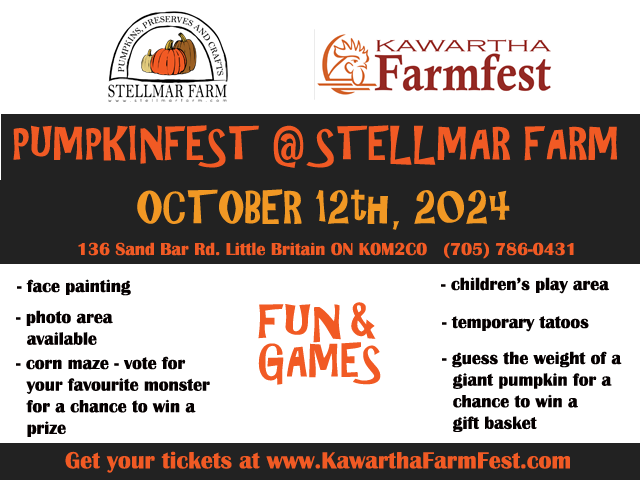 PUMPKINS, PRESERVES AND CRAFTS
STELLMAR FARM
www.stellmarfarm.com
KAWARTHA
Farmfest
PUMPKINFEST @ STELLMAR FARM
OCTOBER 12TH, 2024
136 Sand Bar Rd. Little Britain ON K0M2C0 (705) 786-0431
- face painting
- photo area
available
- corn maze - vote for
your favourite monster
for a chance to win a
prize
FUN &
GAMES
- children's play area
- temporary tatoos
- guess the weight of a
giant pumpkin for a
chance to win a
gift basket
Get your tickets at www.KawarthaFarmFest.com